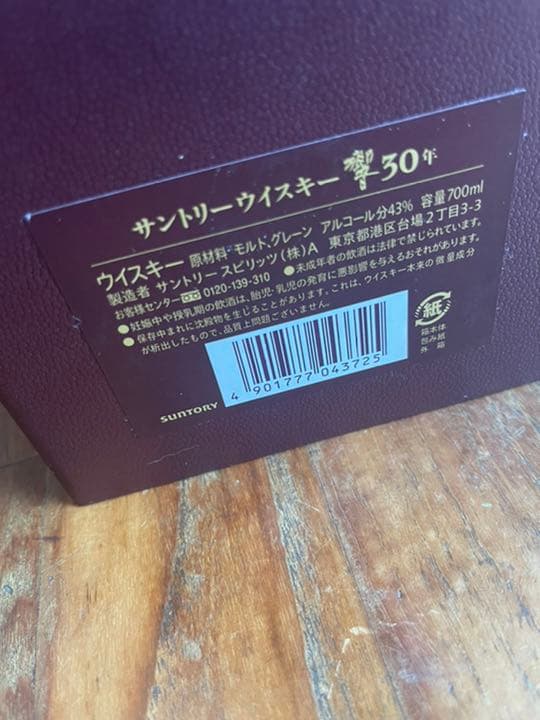 サントリーウイスキー 響 30年
ウイスキー 原材料 モルト、グレーン アルコール分43% 容量700ml
製造者 サントリー スピリッツ(株)A 東京都港区台場2丁目3-3
お客様センター 0120-139-310 ●未成年者の飲酒は法律で禁じられています。
●妊娠中や授乳期の飲酒は、胎児・乳児の発育に悪影響を与えるおそれがあります。
●保存中まれに沈殿物を生じることがあります。これは、ウイスキー本来の微量成分
が析出したもので、品質上問題ございません。
紙
箱本体
包み紙
外箱
4 901777 043725
SUNTORY